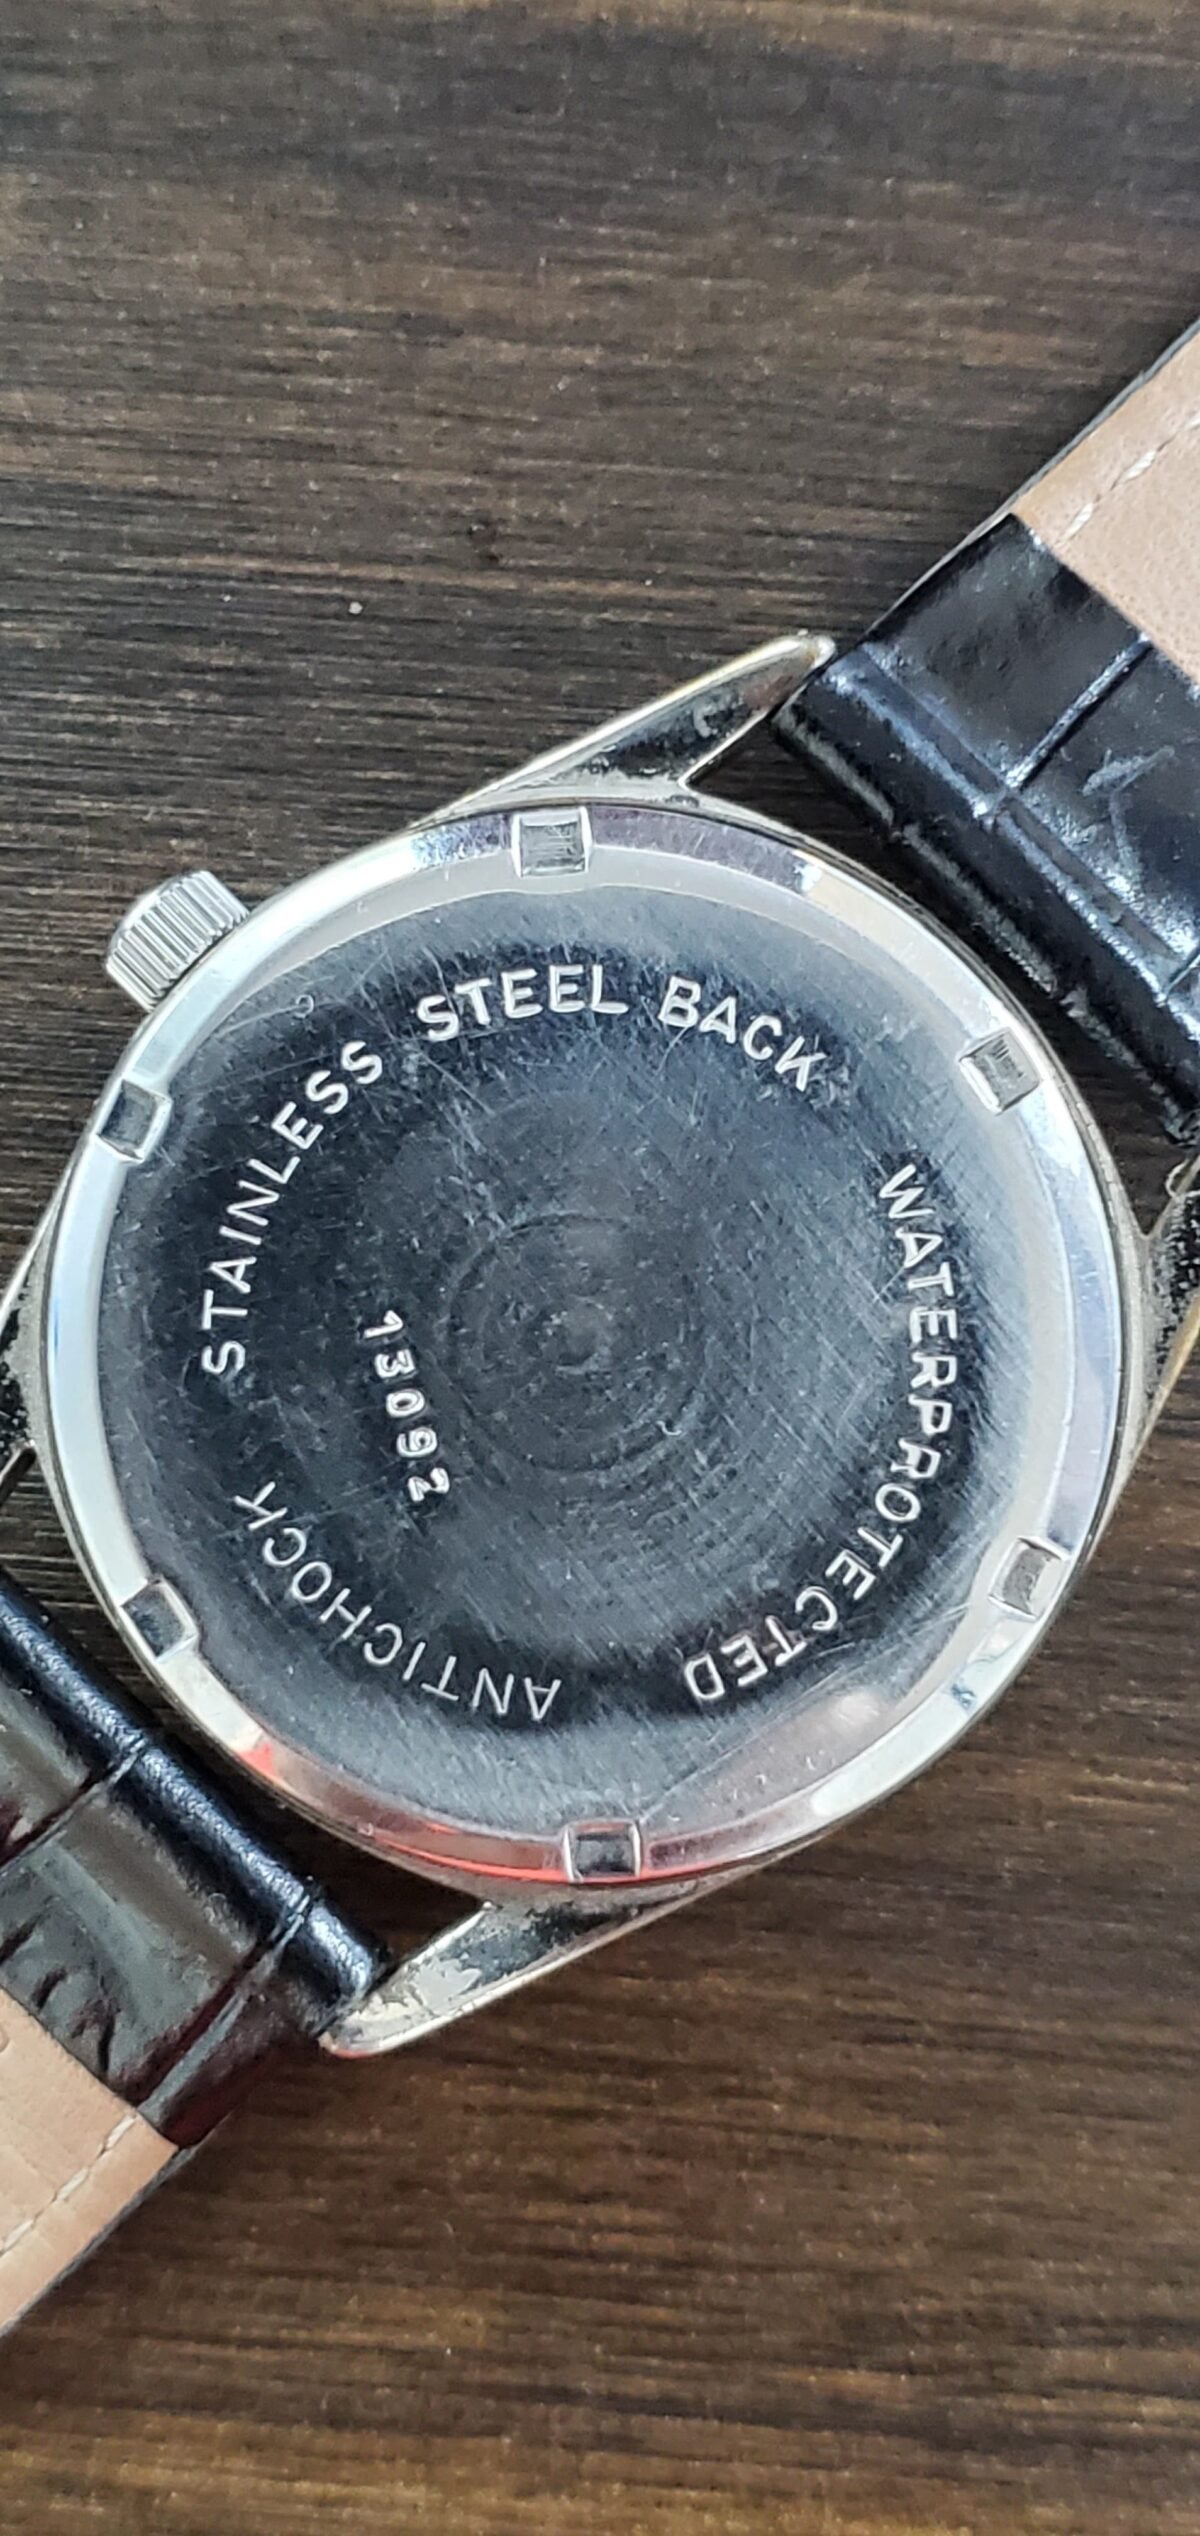 STAINLESS STEEL BACK
WATERPROTECTED
ANTICHOCK
13092